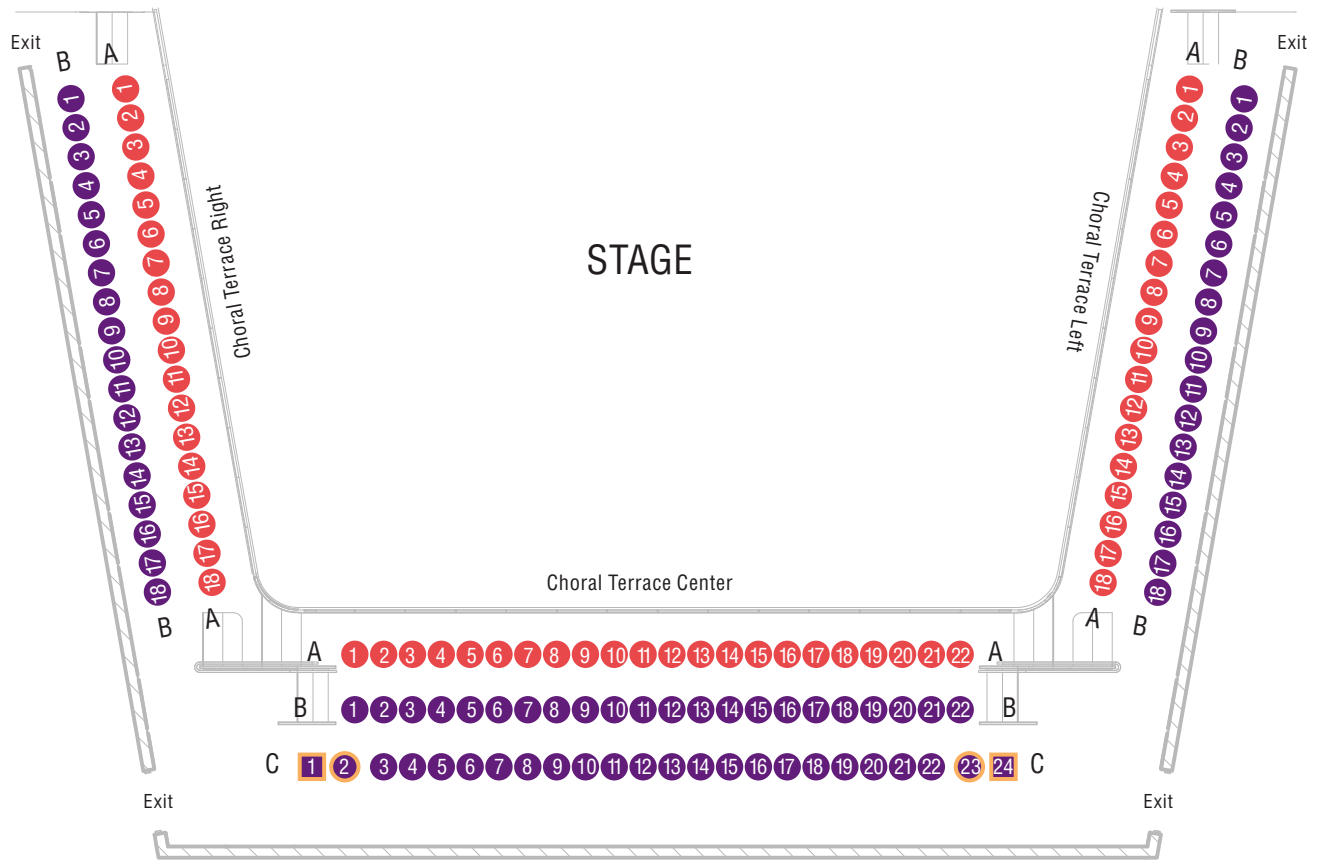 Exit
B
A
1 2 3 4 5 6 7 8 9 10 11 12 13 14 15 16 17 18
1 2 3 4 5 6 7 8 9 10 11 12 13 14 15 16 17 18
B
A
Choral Terrace Right
STAGE
Choral Terrace Left
A
B
Exit
1 2 3 4 5 6 7 8 9 10 11 12 13 14 15 16 17 18
1 2 3 4 5 6 7 8 9 10 11 12 13 14 15 16 17 18
A
B
Choral Terrace Center
A 1 2 3 4 5 6 7 8 9 10 11 12 13 14 15 16 17 18 19 20 21 22 A
B 1 2 3 4 5 6 7 8 9 10 11 12 13 14 15 16 17 18 19 20 21 22 B
C 1 2 3 4 5 6 7 8 9 10 11 12 13 14 15 16 17 18 19 20 21 22 23 24 C
Exit
Exit